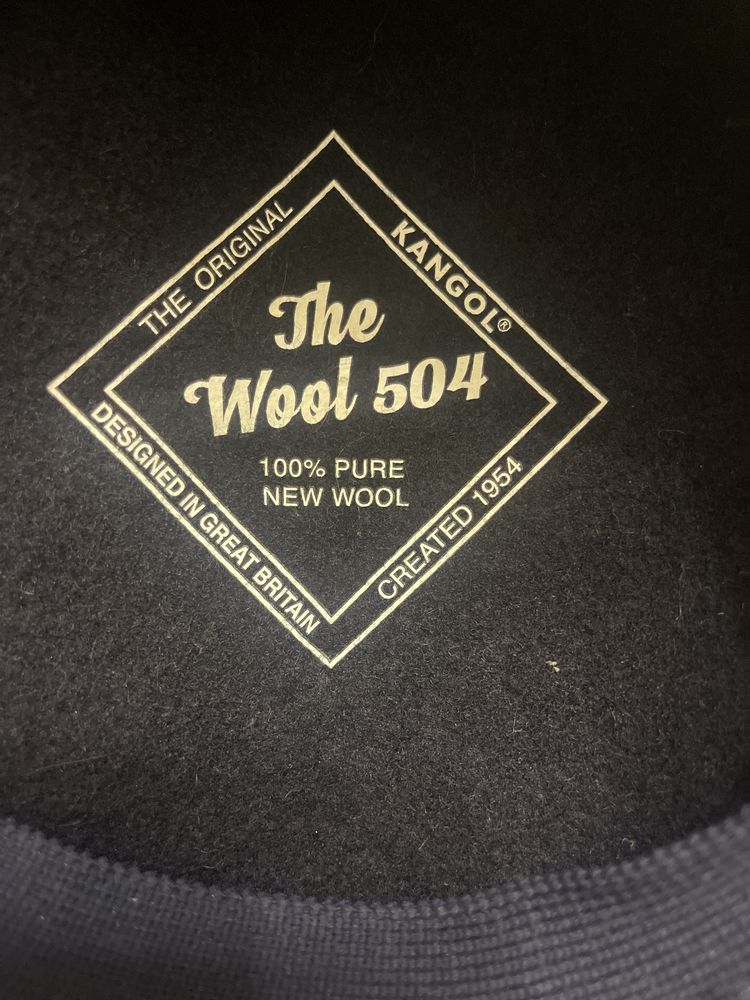 THE ORIGINAL
KANGOL®
The
Wool 504
100% PURE
NEW WOOL
DESIGNED IN GREAT BRITAIN
CREATED 1954